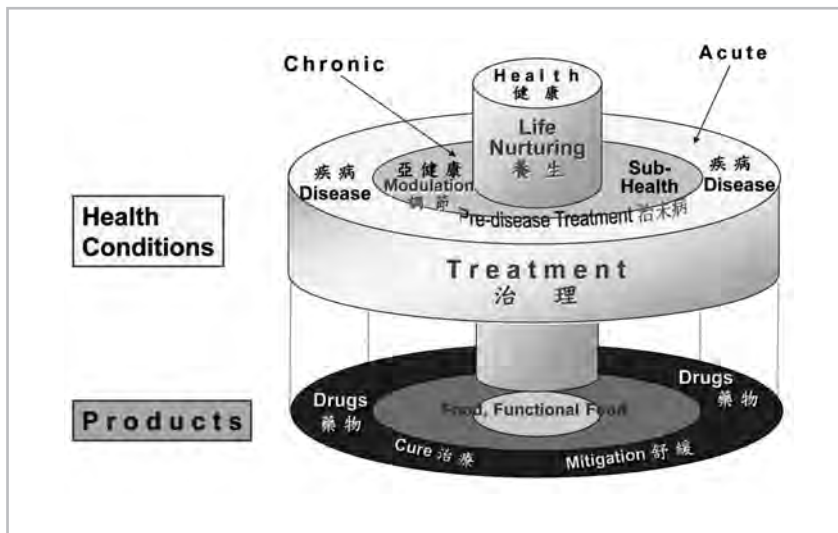 Chronic
Acute
Health
健康
Life
Nurturing
養生
疾病
Disease
亞健康
Modulation
調節
Sub-
Health
疾病
Disease
Pre-disease Treatment 治未病
Health
Conditions
Treatment
治理
Products
Drugs
藥物
Food, Functional Food
Drugs
藥物
Cure 治療
Mitigation 舒緩